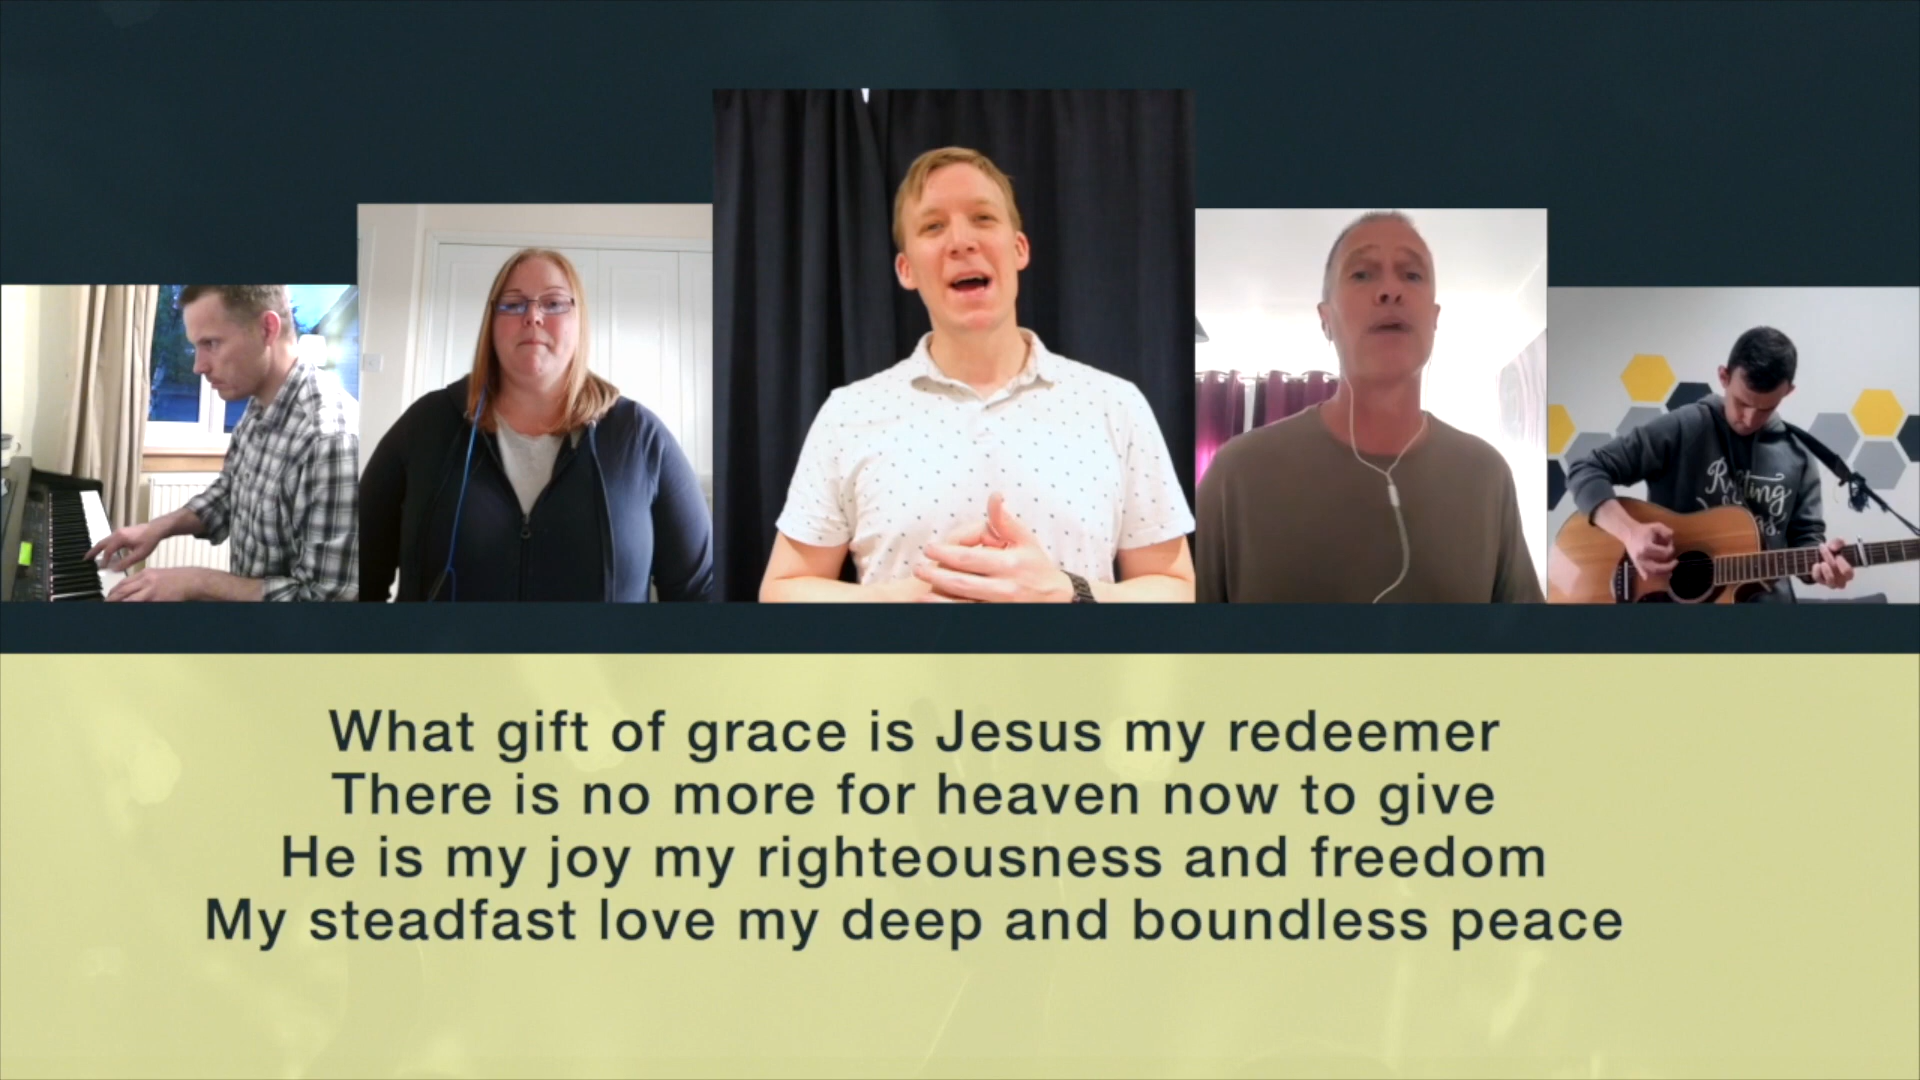 What gift of grace is Jesus my redeemer
There is no more for heaven now to give
He is my joy my righteousness and freedom
My steadfast love my deep and boundless peace